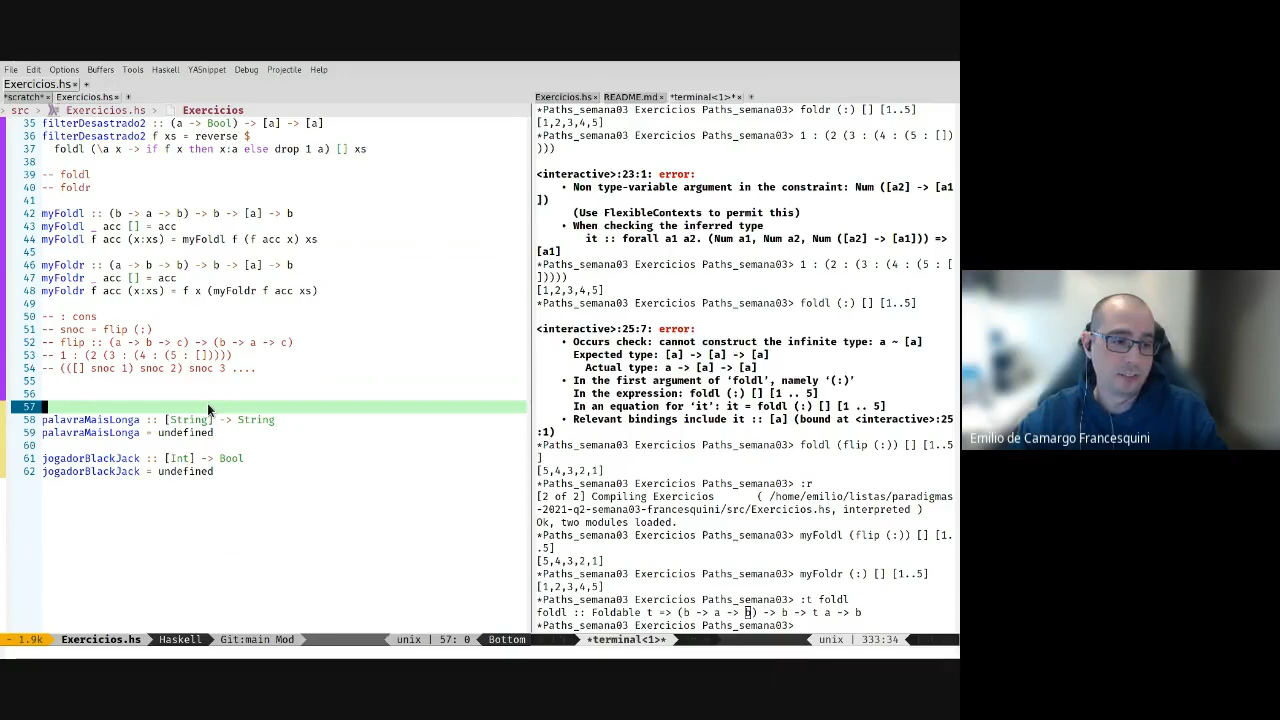 File Edit Options Buffers Tools Haskell YASnippet Debug Projectile Help
Exercicios.hs× +
*scratch*× Exercicios.hs× +
src > Exercicios.hs > Exercicios
35 filterDesastrado2 :: (a -> Bool) -> [a] -> [a]
36 filterDesastrado2 f xs = reverse $
37 foldl (\a x -> if f x then x:a else drop 1 a) [] xs
38
39 -- foldl
40 -- foldr
41
42 myFoldl :: (b -> a -> b) -> b -> [a] -> b
43 myFoldl _ acc [] = acc
44 myFoldl f acc (x:xs) = myFoldl f (f acc x) xs
45
46 myFoldr :: (a -> b -> b) -> b -> [a] -> b
47 myFoldr _ acc [] = acc
48 myFoldr f acc (x:xs) = f x (myFoldr f acc xs)
49
50 -- : cons
51 -- snoc = flip (:)
52 -- flip :: (a -> b -> c) -> (b -> a -> c)
53 -- 1 : (2 (3 : (4 : (5 : []))))
54 -- (([] snoc 1) snoc 2) snoc 3 ....
55
56
57
58 palavraMaisLonga :: [String] -> String
59 palavraMaisLonga = undefined
60
61 jogadorBlackJack :: [Int] -> Bool
62 jogadorBlackJack = undefined
- 1.9k Exercicios.hs Haskell Git:main Mod unix | 57: 0 Bottom
Exercicios.hs× README.md× *terminal<1>*× +
*Paths_semana03 Exercicios Paths_semana03> foldr (:) [] [1..5]
[1,2,3,4,5]
*Paths_semana03 Exercicios Paths_semana03> 1 : (2 (3 : (4 : (5 : [])
)))
<interactive>:23:1: error:
• Non type-variable argument in the constraint: Num ([a2] -> [a1
])
(Use FlexibleContexts to permit this)
• When checking the inferred type
it :: forall a1 a2. (Num a1, Num a2, Num ([a2] -> [a1])) =>
[a1]
*Paths_semana03 Exercicios Paths_semana03> 1 : (2 : (3 : (4 : (5 : [
]))))
[1,2,3,4,5]
*Paths_semana03 Exercicios Paths_semana03> foldl (:) [] [1..5]
<interactive>:25:7: error:
• Occurs check: cannot construct the infinite type: a ~ [a]
Expected type: [a] -> [a] -> [a]
Actual type: a -> [a] -> [a]
• In the first argument of ‘foldl’, namely ‘(:)’
In the expression: foldl (:) [] [1 .. 5]
In an equation for ‘it’: it = foldl (:) [] [1 .. 5]
• Relevant bindings include it :: [a] (bound at <interactive>:25
:1)
*Paths_semana03 Exercicios Paths_semana03> foldl (flip (:)) [] [1..5
]
[5,4,3,2,1]
*Paths_semana03 Exercicios Paths_semana03> :r
[2 of 2] Compiling Exercicios ( /home/emilio/listas/paradigmas
-2021-q2-semana03-francesquini/src/Exercicios.hs, interpreted )
Ok, two modules loaded.
*Paths_semana03 Exercicios Paths_semana03> myFoldl (flip (:)) [] [1.
.5]
[5,4,3,2,1]
*Paths_semana03 Exercicios Paths_semana03> myFoldr (:) [] [1..5]
[1,2,3,4,5]
*Paths_semana03 Exercicios Paths_semana03> :t foldl
foldl :: Foldable t => (b -> a -> b) -> b -> t a -> b
*Paths_semana03 Exercicios Paths_semana03>
*terminal<1>* unix | 333:34
Emilio de Camargo Francesquini